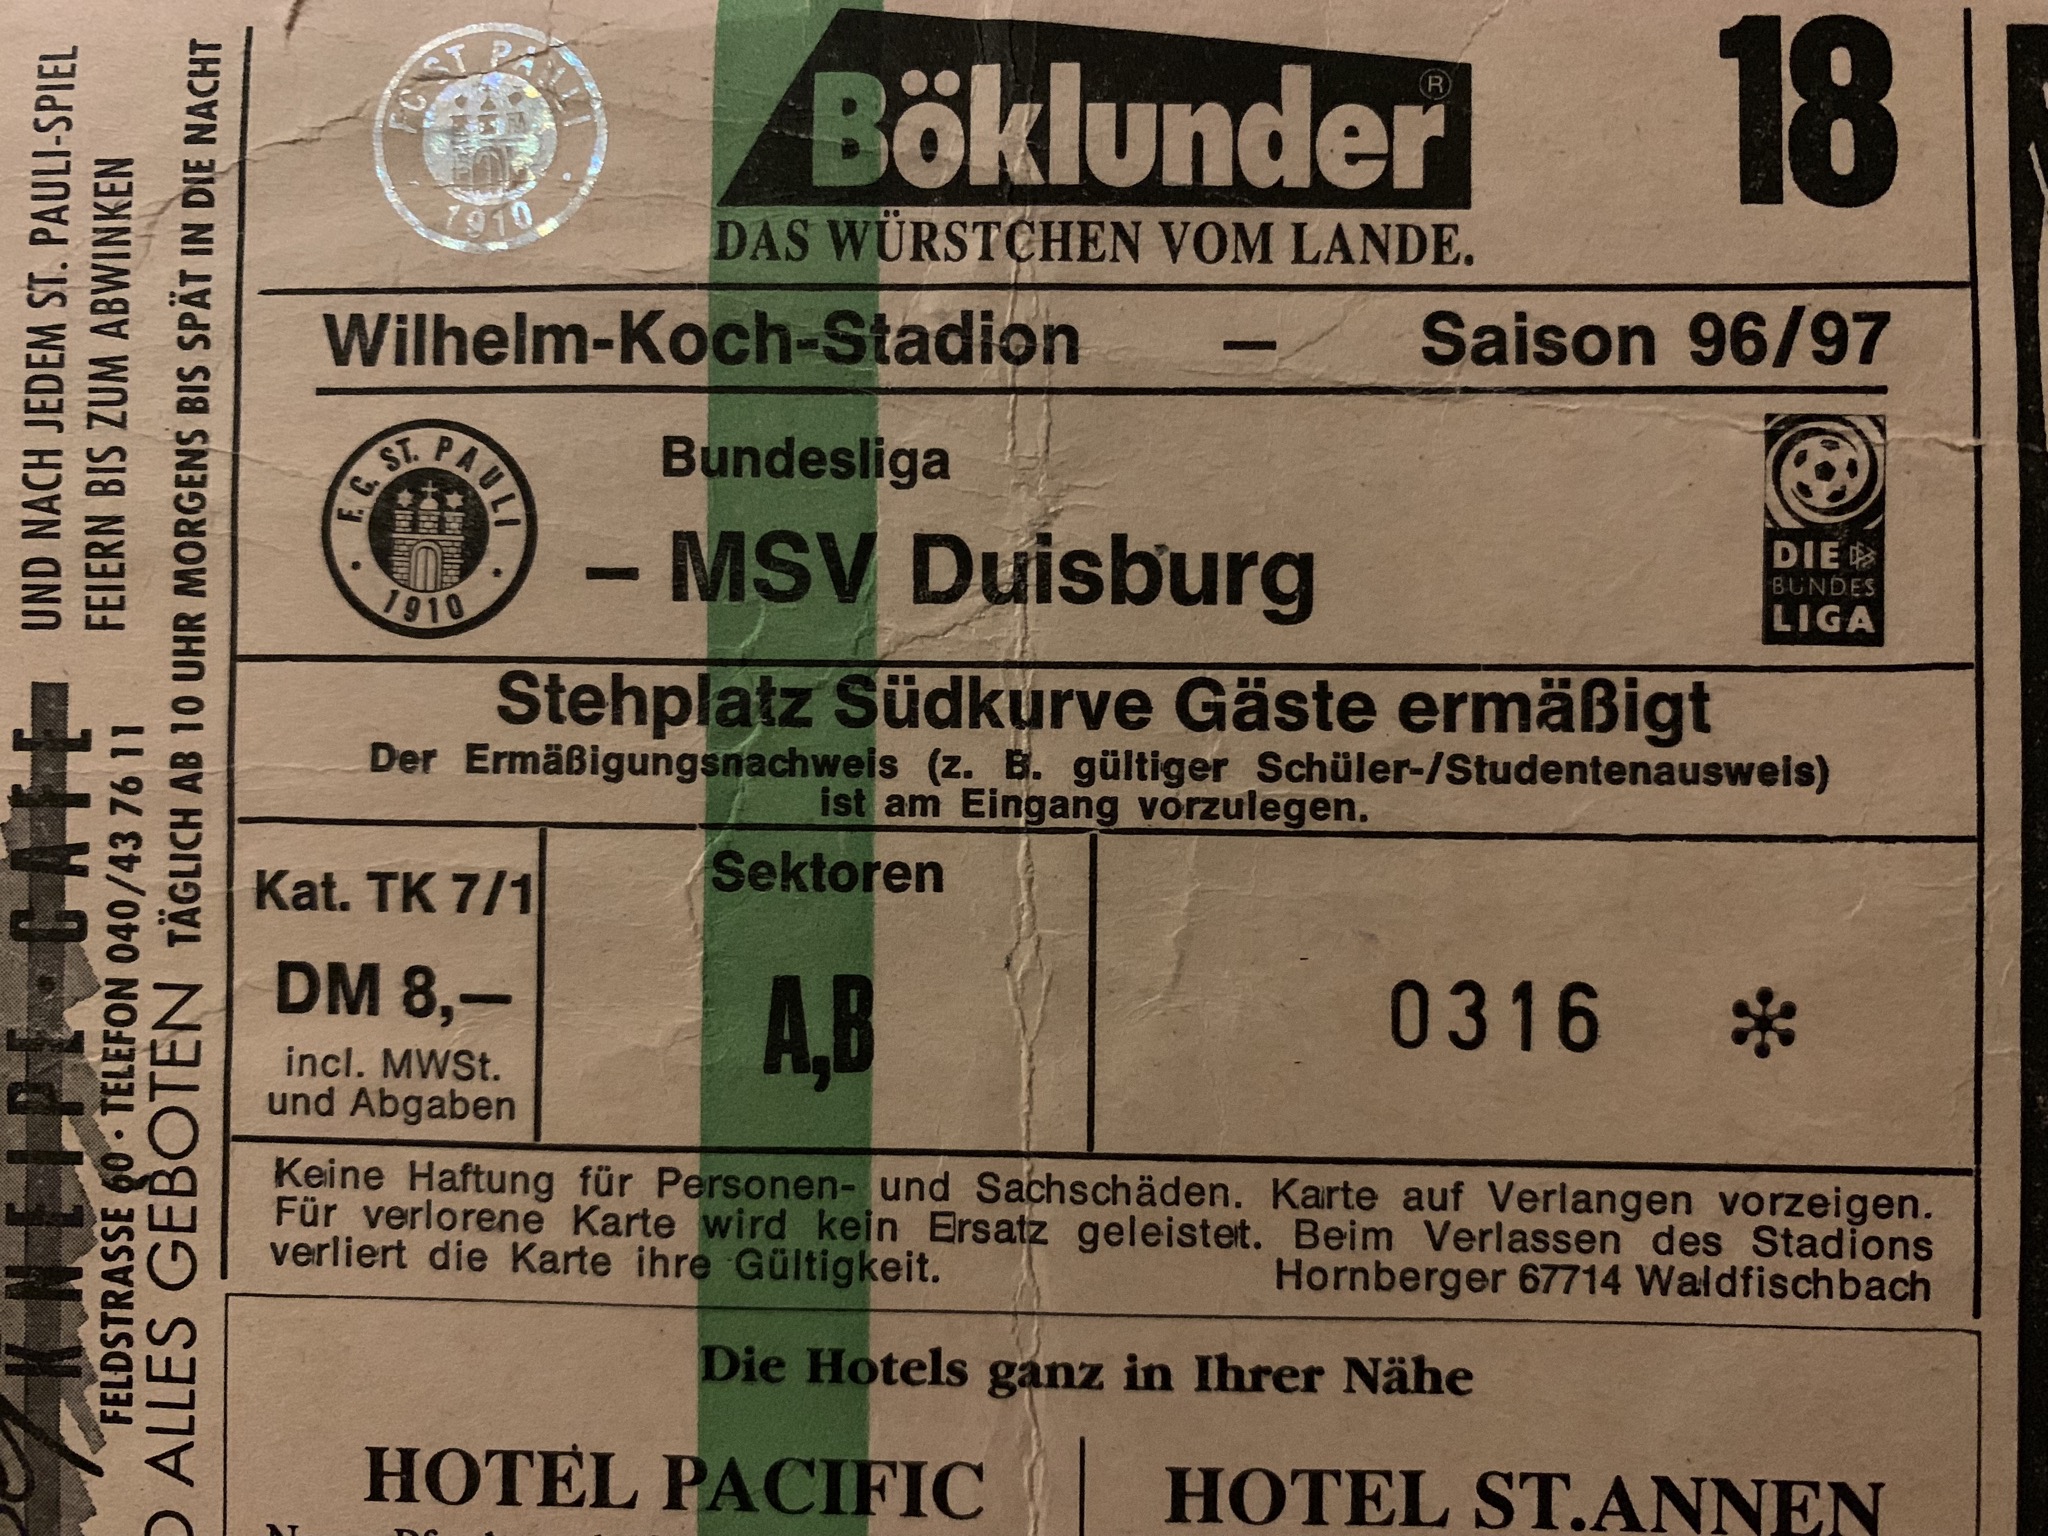 FC ST PAULI
1910
Böklunder®
DAS WÜRSTCHEN VOM LANDE.
18
Wilhelm-Koch-Stadion — Saison 96/97
F.C. ST. PAULI
1910
Bundesliga
– MSV Duisburg
DIE
BUNDES
LIGA
Stehplatz Südkurve Gäste ermäßigt
Der Ermäßigungsnachweis (z. B. gültiger Schüler-/Studentenausweis)
ist am Eingang vorzulegen.
Kat. TK 7/1
DM 8,—
incl. MWSt.
und Abgaben
Sektoren
A,B
0316 *
Keine Haftung für Personen- und Sachschäden. Karte auf Verlangen vorzeigen.
Für verlorene Karte wird kein Ersatz geleistet. Beim Verlassen des Stadions
verliert die Karte ihre Gültigkeit.
Hornberger 67714 Waldfischbach
Die Hotels ganz in Ihrer Nähe
HOTEL PACIFIC
HOTEL ST.ANNEN
UND NACH JEDEM ST. PAULI-SPIEL
FEIERN BIS ZUM ABWINKEN
TÄGLICH AB 10 UHR MORGENS BIS SPÄT IN DIE NACHT
KNEIPE·CAFE
FELDSTRASSE 60 · TELEFON 040/43 76 11
ALLES GEBOTEN